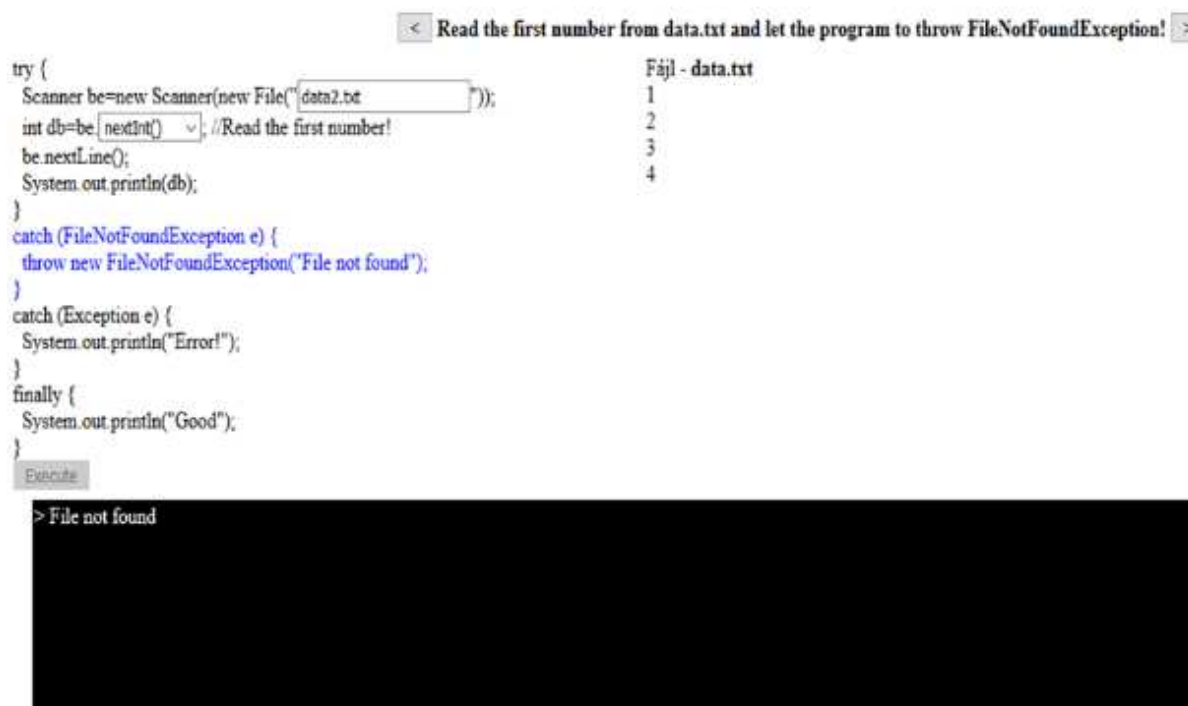 < Read the first number from data.txt and let the program to throw FileNotFoundException! >
try {
Scanner be=new Scanner(new File("data2.txt"));
int db=be.nextInt(); //Read the first number!
be.nextLine();
System.out.println(db);
}
catch (FileNotFoundException e) {
throw new FileNotFoundException("File not found");
}
catch (Exception e) {
System.out.println("Error!");
}
finally {
System.out.println("Good");
}
Execute
Fájl - data.txt
1
2
3
4
> File not found